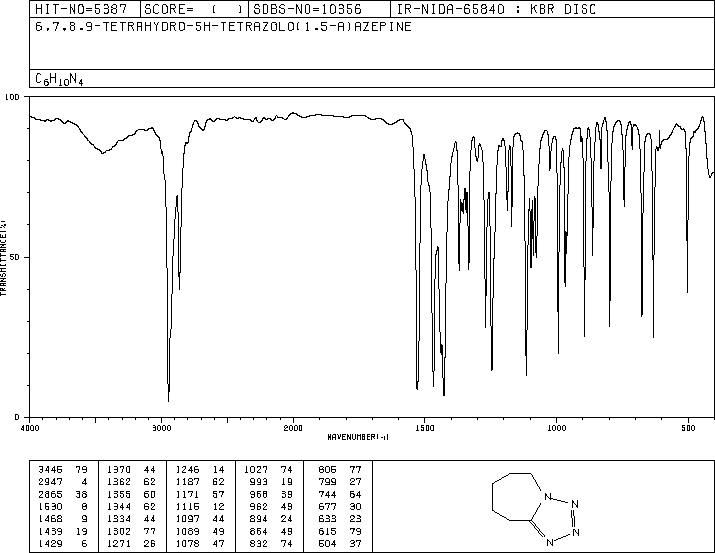 HIT-NO=5387 SCORE= ( ) SDBS-NO=10356 IR-NIDA-65840 : KBR DISC
6.7.8.9-TETRAHYDRO-5H-TETRAZOLO(1.5-A)AZEPINE
C6H10N4
100
50
0
TRANSMITTANCE(%)
4000 3000 2000 1500 1000 500
WAVENUMBER(-1)
3445 79 1370 44 1246 14 1027 74 605 77
2947 4 1362 62 1187 62 993 19 799 27
2865 38 1355 60 1171 57 968 39 744 64
1530 8 1344 62 1115 12 962 49 677 30
1468 9 1334 44 1097 44 894 24 633 23
1439 19 1302 77 1089 49 864 49 615 79
1429 6 1271 26 1078 47 832 74 504 37
N
N
N
N